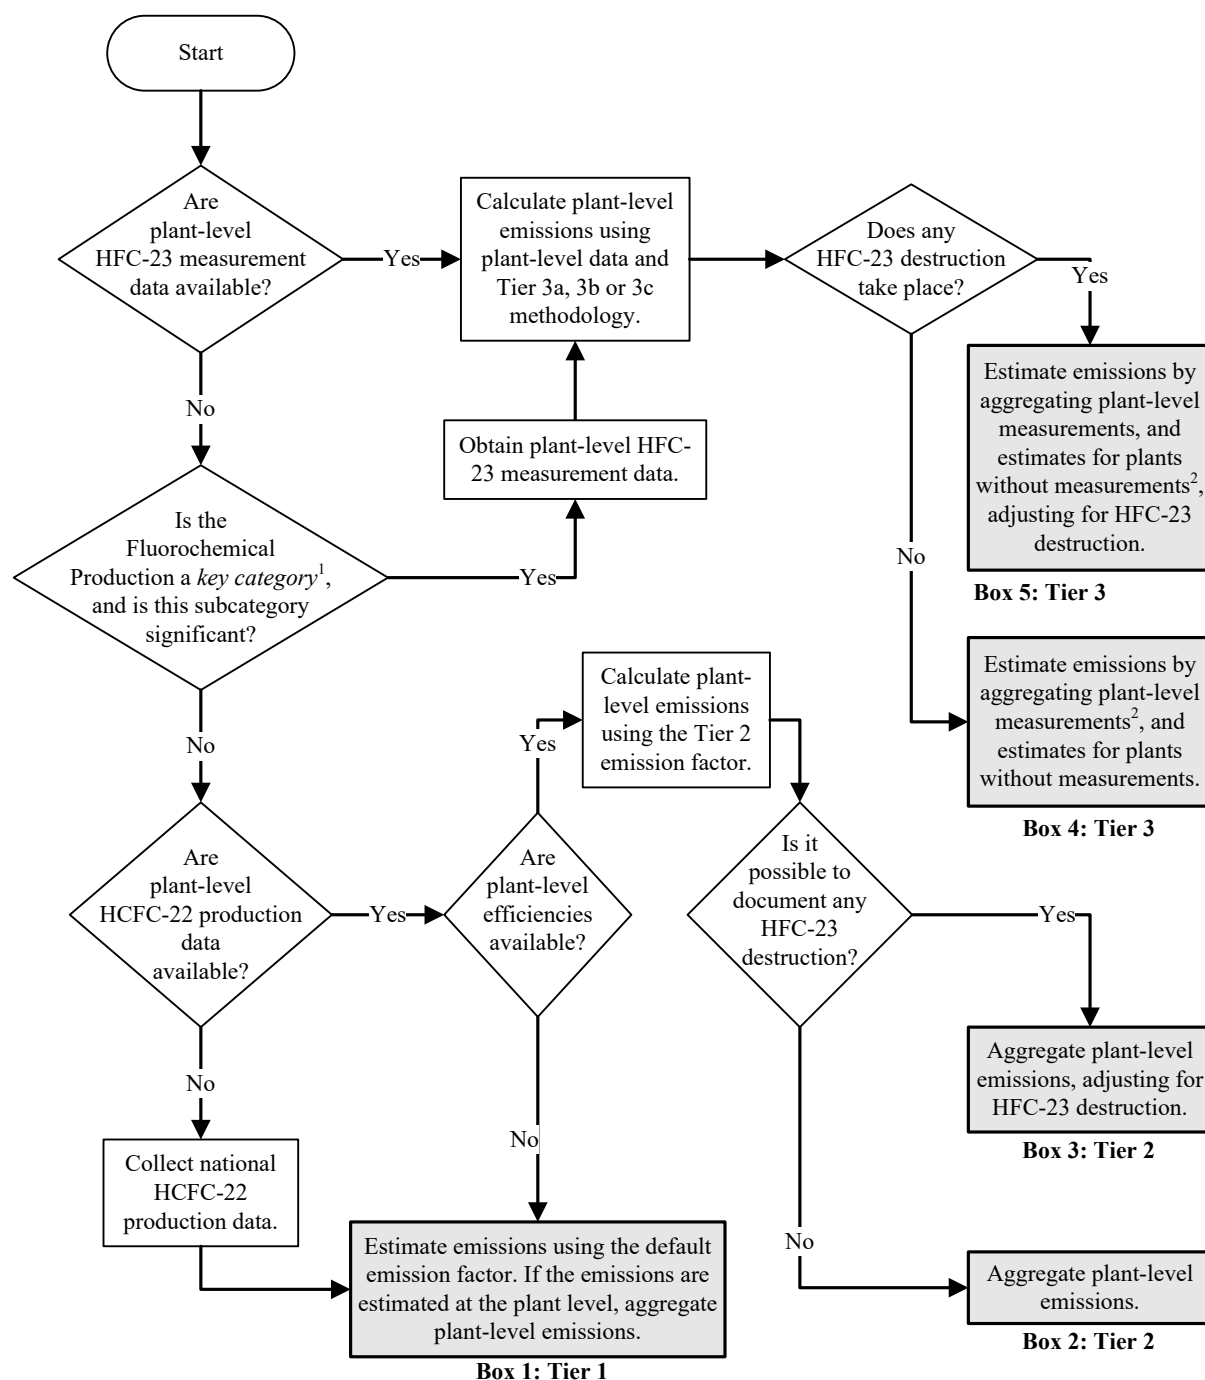 Start
Are
plant-level
HFC-23 measurement
data available?
Yes
Calculate plant-level
emissions using
plant-level data and
Tier 3a, 3b or 3c
methodology.
Does any
HFC-23 destruction
take place?
Yes
Estimate emissions by
aggregating plant-level
measurements, and
estimates for plants
without measurements²,
adjusting for HFC-23
destruction.
Box 5: Tier 3
No
Obtain plant-level HFC-
23 measurement data.
Is the
Fluorochemical
Production a key category¹,
and is this subcategory
significant?
Yes
No
Estimate emissions by
aggregating plant-level
measurements², and
estimates for plants
without measurements.
Box 4: Tier 3
No
Calculate plant-
level emissions
using the Tier 2
emission factor.
Yes
Are
plant-level
HCFC-22 production
data
available?
Yes
Are
plant-level
efficiencies
available?
Is it
possible to
document any
HFC-23
destruction?
Yes
Aggregate plant-level
emissions, adjusting for
HFC-23 destruction.
Box 3: Tier 2
No
Collect national
HCFC-22
production data.
No
Estimate emissions using the default
emission factor. If the emissions are
estimated at the plant level, aggregate
plant-level emissions.
Box 1: Tier 1
No
Aggregate plant-level
emissions.
Box 2: Tier 2